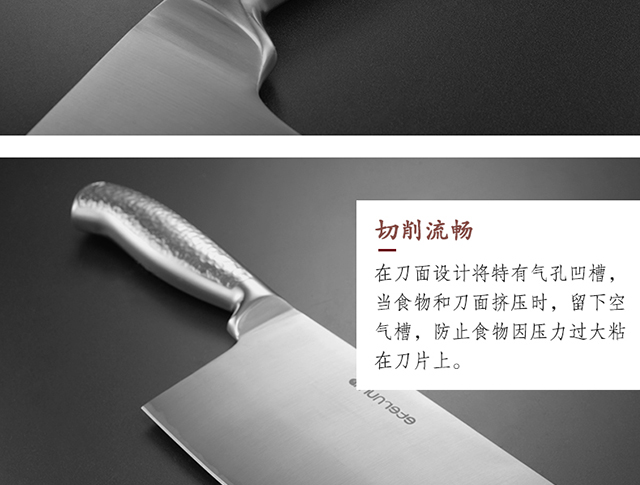 切削流畅
在刀面设计将特有气孔凹槽，
当食物和刀面挤压时，留下空
气槽，防止食物因压力过大粘
在刀片上。